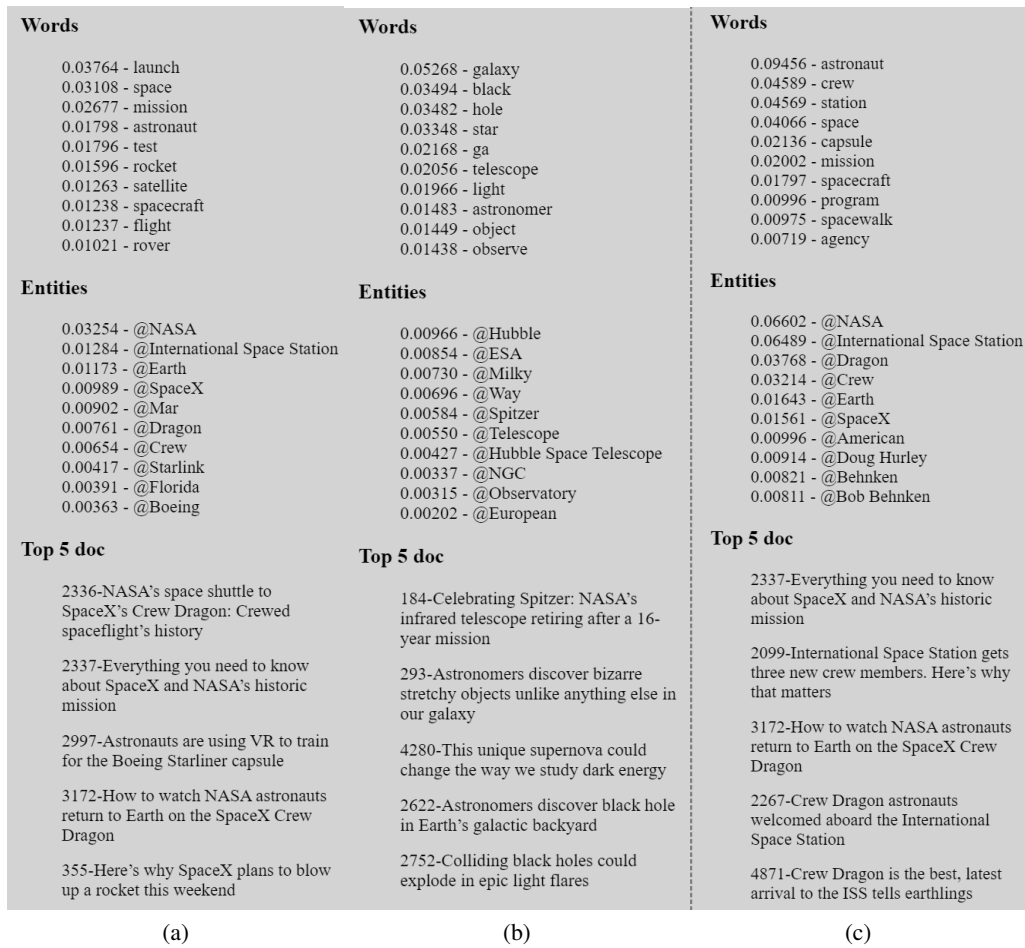 Words
0.03764 - launch
0.03108 - space
0.02677 - mission
0.01798 - astronaut
0.01796 - test
0.01596 - rocket
0.01263 - satellite
0.01238 - spacecraft
0.01237 - flight
0.01021 - rover
Entities
0.03254 - @NASA
0.01284 - @International Space Station
0.01173 - @Earth
0.00989 - @SpaceX
0.00902 - @Mar
0.00761 - @Dragon
0.00654 - @Crew
0.00417 - @Starlink
0.00391 - @Florida
0.00363 - @Boeing
Top 5 doc
2336-NASA's space shuttle to
SpaceX's Crew Dragon: Crewed
spaceflight's history
2337-Everything you need to know
about SpaceX and NASA's historic
mission
2997-Astronauts are using VR to train
for the Boeing Starliner capsule
3172-How to watch NASA astronauts
return to Earth on the SpaceX Crew
Dragon
355-Here's why SpaceX plans to blow
up a rocket this weekend
(a)
Words
0.05268 - galaxy
0.03494 - black
0.03482 - hole
0.03348 - star
0.02168 - ga
0.02056 - telescope
0.01966 - light
0.01483 - astronomer
0.01449 - object
0.01438 - observe
Entities
0.00966 - @Hubble
0.00854 - @ESA
0.00730 - @Milky
0.00696 - @Way
0.00584 - @Spitzer
0.00550 - @Telescope
0.00427 - @Hubble Space Telescope
0.00337 - @NGC
0.00315 - @Observatory
0.00202 - @European
Top 5 doc
184-Celebrating Spitzer: NASA's
infrared telescope retiring after a 16-
year mission
293-Astronomers discover bizarre
stretchy objects unlike anything else in
our galaxy
4280-This unique supernova could
change the way we study dark energy
2622-Astronomers discover black hole
in Earth's galactic backyard
2752-Colliding black holes could
explode in epic light flares
(b)
Words
0.09456 - astronaut
0.04589 - crew
0.04569 - station
0.04066 - space
0.02136 - capsule
0.02002 - mission
0.01797 - spacecraft
0.00996 - program
0.00975 - spacewalk
0.00719 - agency
Entities
0.06602 - @NASA
0.06489 - @International Space Station
0.03768 - @Dragon
0.03214 - @Crew
0.01643 - @Earth
0.01561 - @SpaceX
0.00996 - @American
0.00914 - @Doug Hurley
0.00821 - @Behnken
0.00811 - @Bob Behnken
Top 5 doc
2337-Everything you need to know
about SpaceX and NASA's historic
mission
2099-International Space Station gets
three new crew members. Here's why
that matters
3172-How to watch NASA astronauts
return to Earth on the SpaceX Crew
Dragon
2267-Crew Dragon astronauts
welcomed aboard the International
Space Station
4871-Crew Dragon is the best, latest
arrival to the ISS tells earthlings
(c)